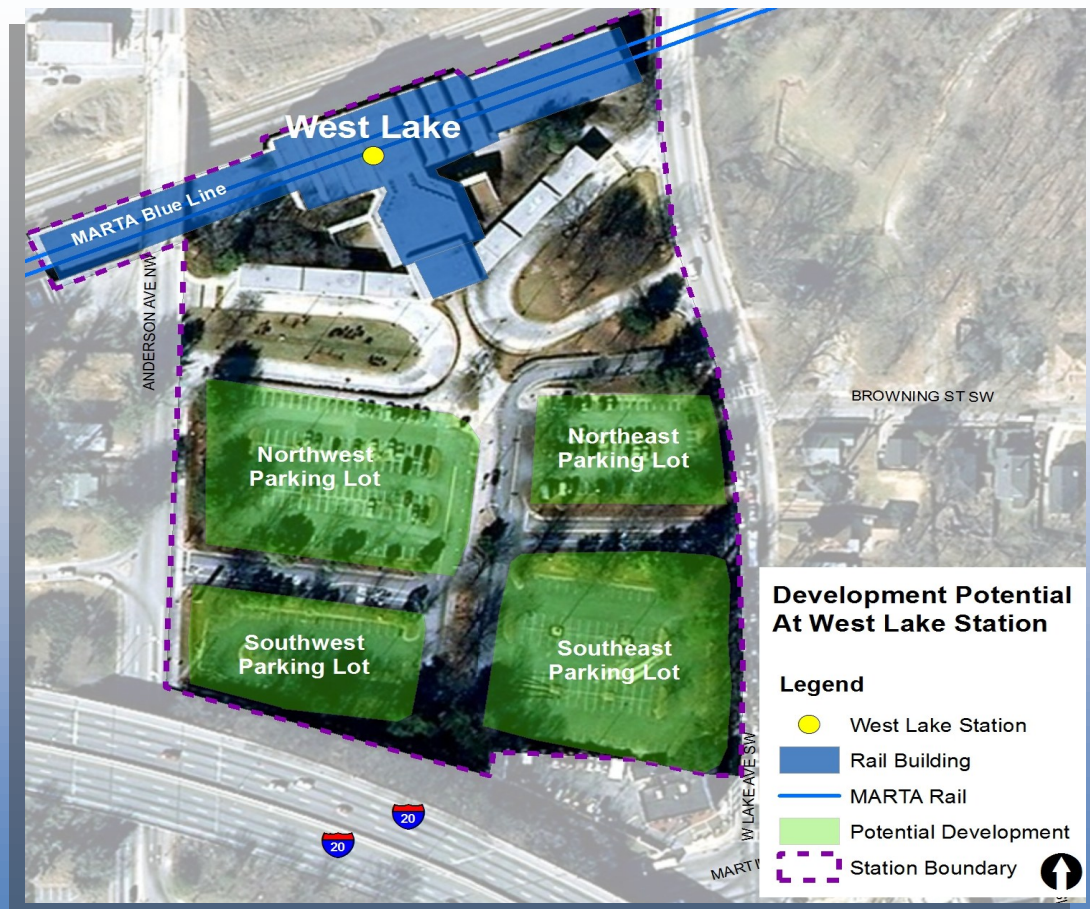 West Lake
MARTA Blue Line
ANDERSON AVE NW
BROWNING ST SW
Northwest
Parking Lot
Northeast
Parking Lot
Southwest
Parking Lot
Southeast
Parking Lot
W LAKE AVE SW
20
20
Development Potential
At West Lake Station
Legend
West Lake Station
Rail Building
MARTA Rail
Potential Development
Station Boundary